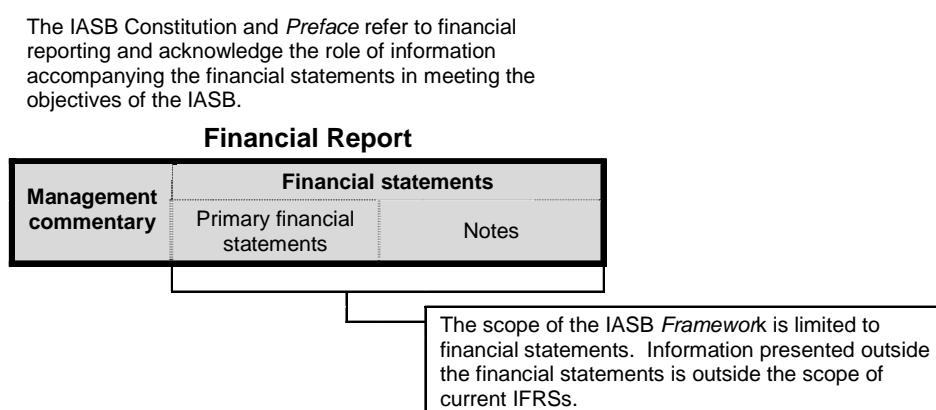 The IASB Constitution and Preface refer to financial
reporting and acknowledge the role of information
accompanying the financial statements in meeting the
objectives of the IASB.
Financial Report
Management
commentary
Financial statements
Primary financial
statements
Notes
The scope of the IASB Framework is limited to
financial statements.  Information presented outside
the financial statements is outside the scope of
current IFRSs.